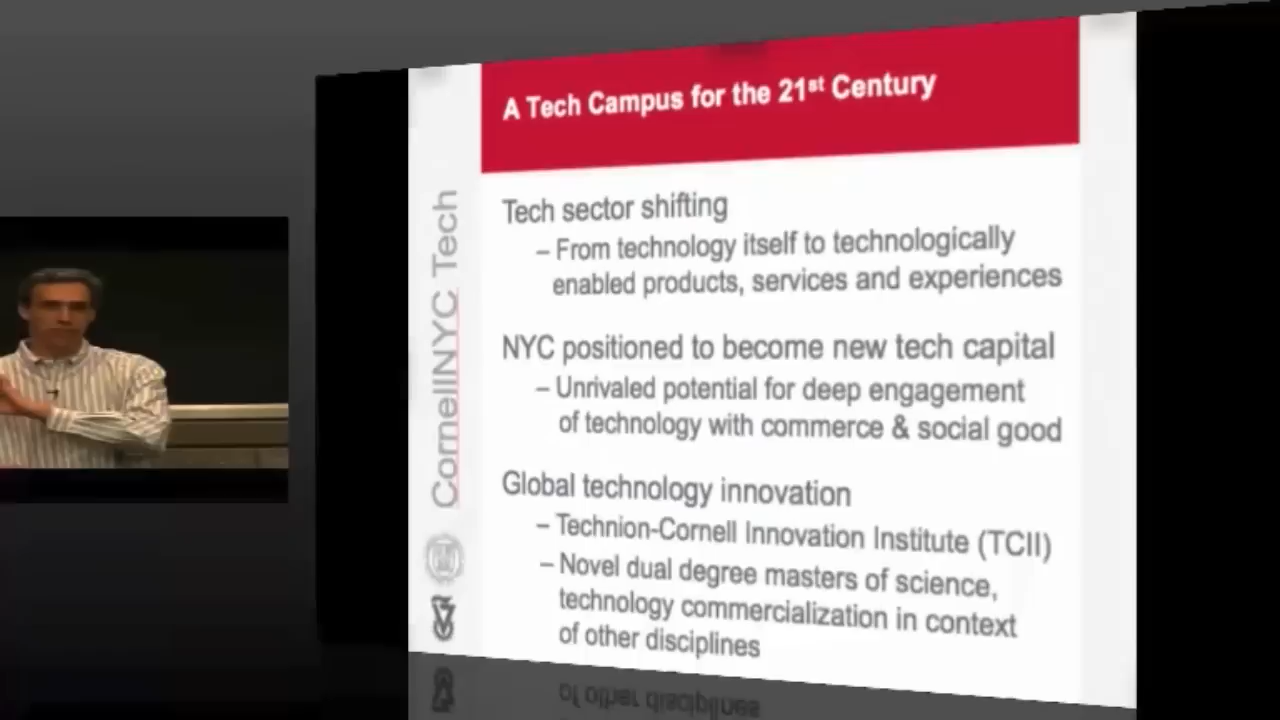 A Tech Campus for the 21st Century
Tech sector shifting
– From technology itself to technologically
enabled products, services and experiences
NYC positioned to become new tech capital
– Unrivaled potential for deep engagement
of technology with commerce & social good
Global technology innovation
– Technion-Cornell Innovation Institute (TCII)
– Novel dual degree masters of science,
technology commercialization in context
of other disciplines
CornellNYC Tech